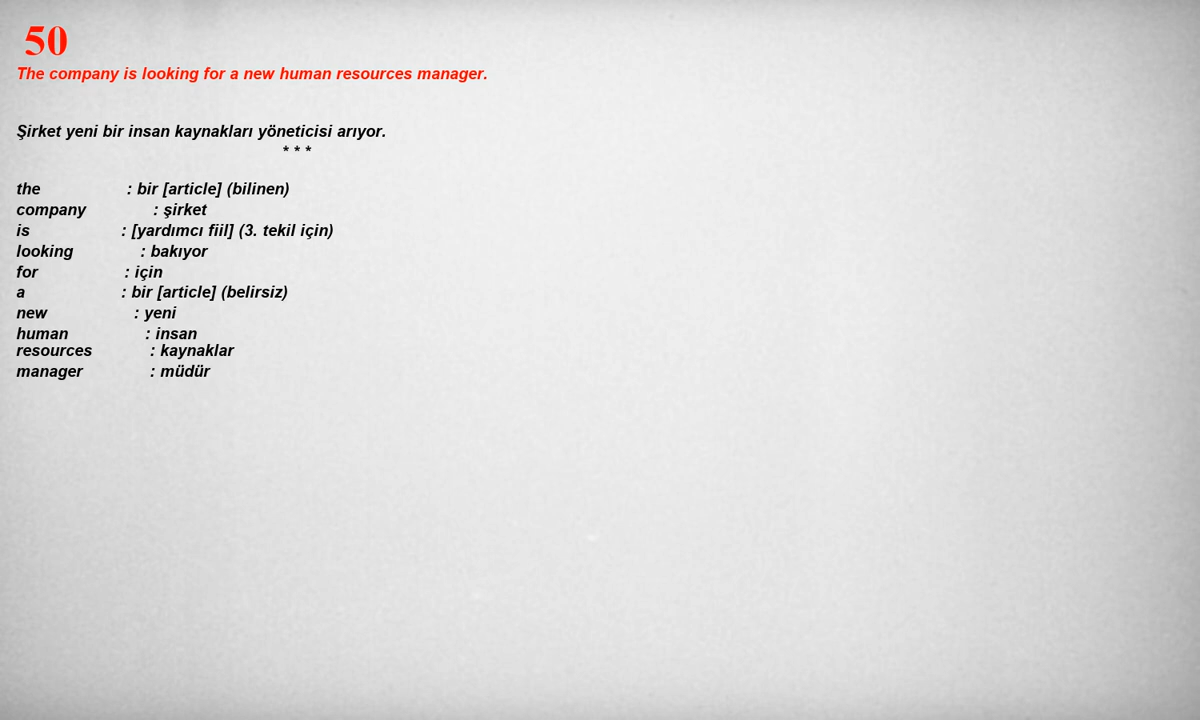 50
The company is looking for a new human resources manager.
Şirket yeni bir insan kaynakları yöneticisi arıyor.
* * *
the : bir [article] (bilinen)
company : şirket
is : [yardımcı fiil] (3. tekil için)
looking : bakıyor
for : için
a : bir [article] (belirsiz)
new : yeni
human : insan
resources : kaynaklar
manager : müdür